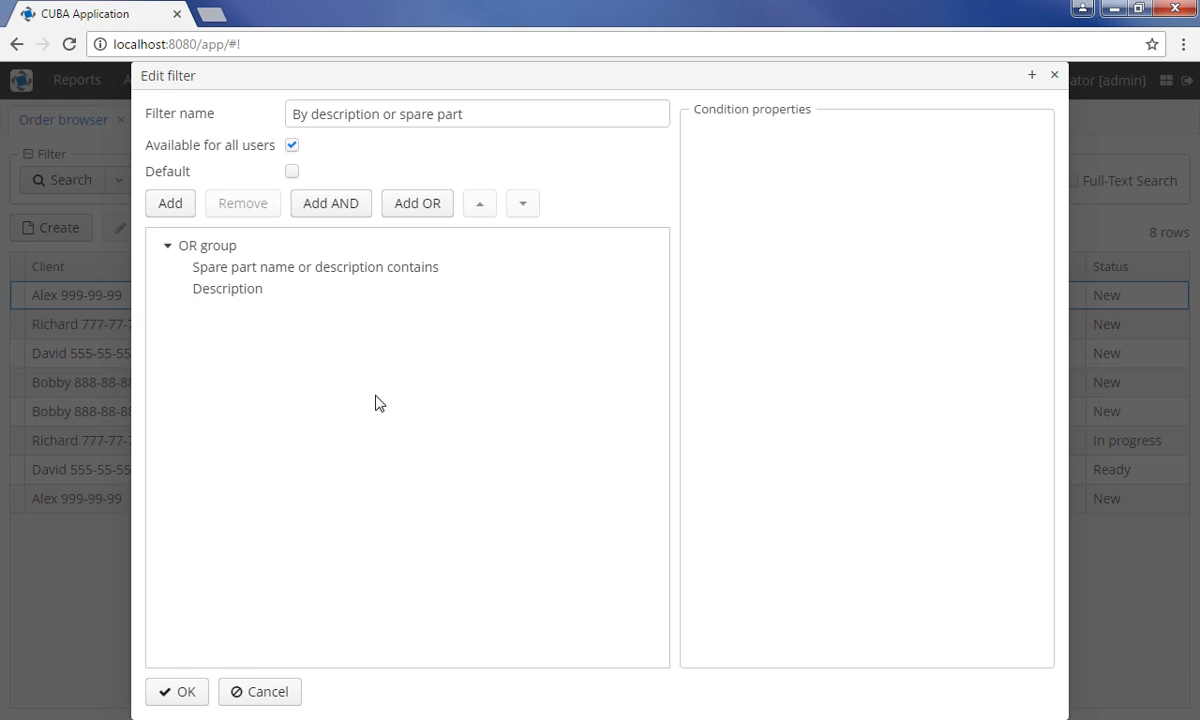 CUBA Application
localhost:8080/app/#!
Reports
[admin]
Order browser
Filter
Search
Full-Text Search
Create
8 rows
Client
Status
Alex 999-99-99
New
Richard 777-77-
New
David 555-55-55
New
Bobby 888-88-8
New
Bobby 888-88-8
New
Richard 777-77-
In progress
David 555-55-55
Ready
Alex 999-99-99
New
Edit filter
Filter name
By description or spare part
Available for all users
Default
Add
Remove
Add AND
Add OR
OR group
Spare part name or description contains
Description
Condition properties
OK
Cancel